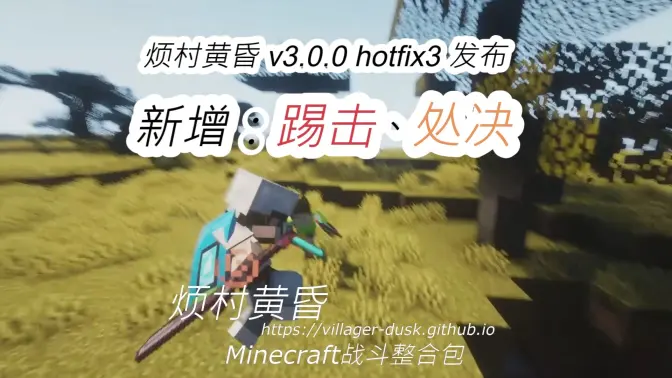 烦村黄昏 v3.0.0 hotfix3 发布
新增：踢击、处决
烦村黄昏
https://villager-dusk.github.io
Minecraft战斗整合包